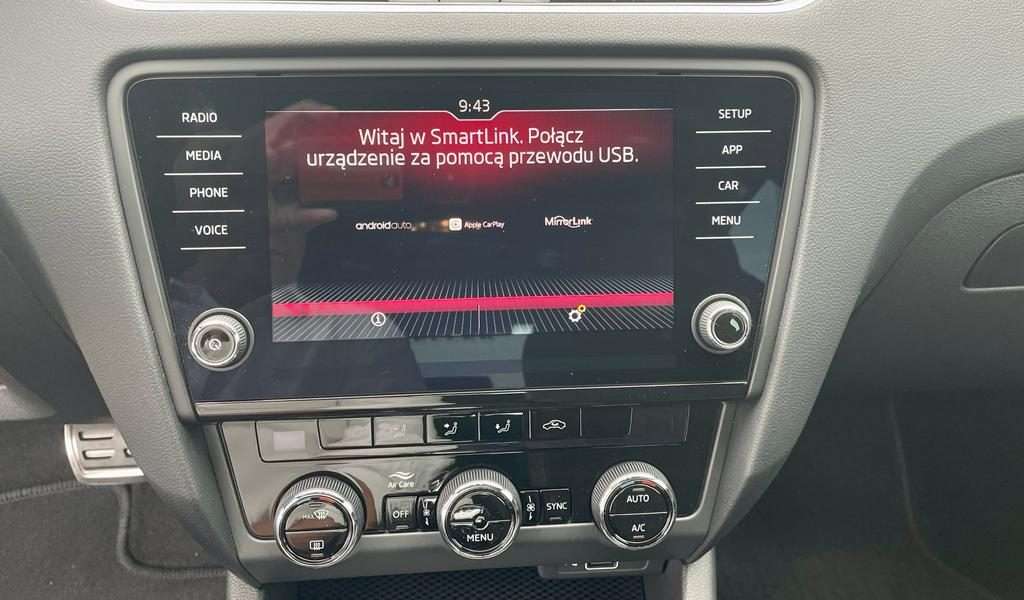 9:43
RADIO
MEDIA
PHONE
VOICE
Witaj w SmartLink. Połącz
urządzenie za pomocą przewodu USB.
androidauto
Apple CarPlay
MirrorLink
SETUP
APP
CAR
MENU
Air Care
MAX
OFF
MENU
SYNC
AUTO
A/C